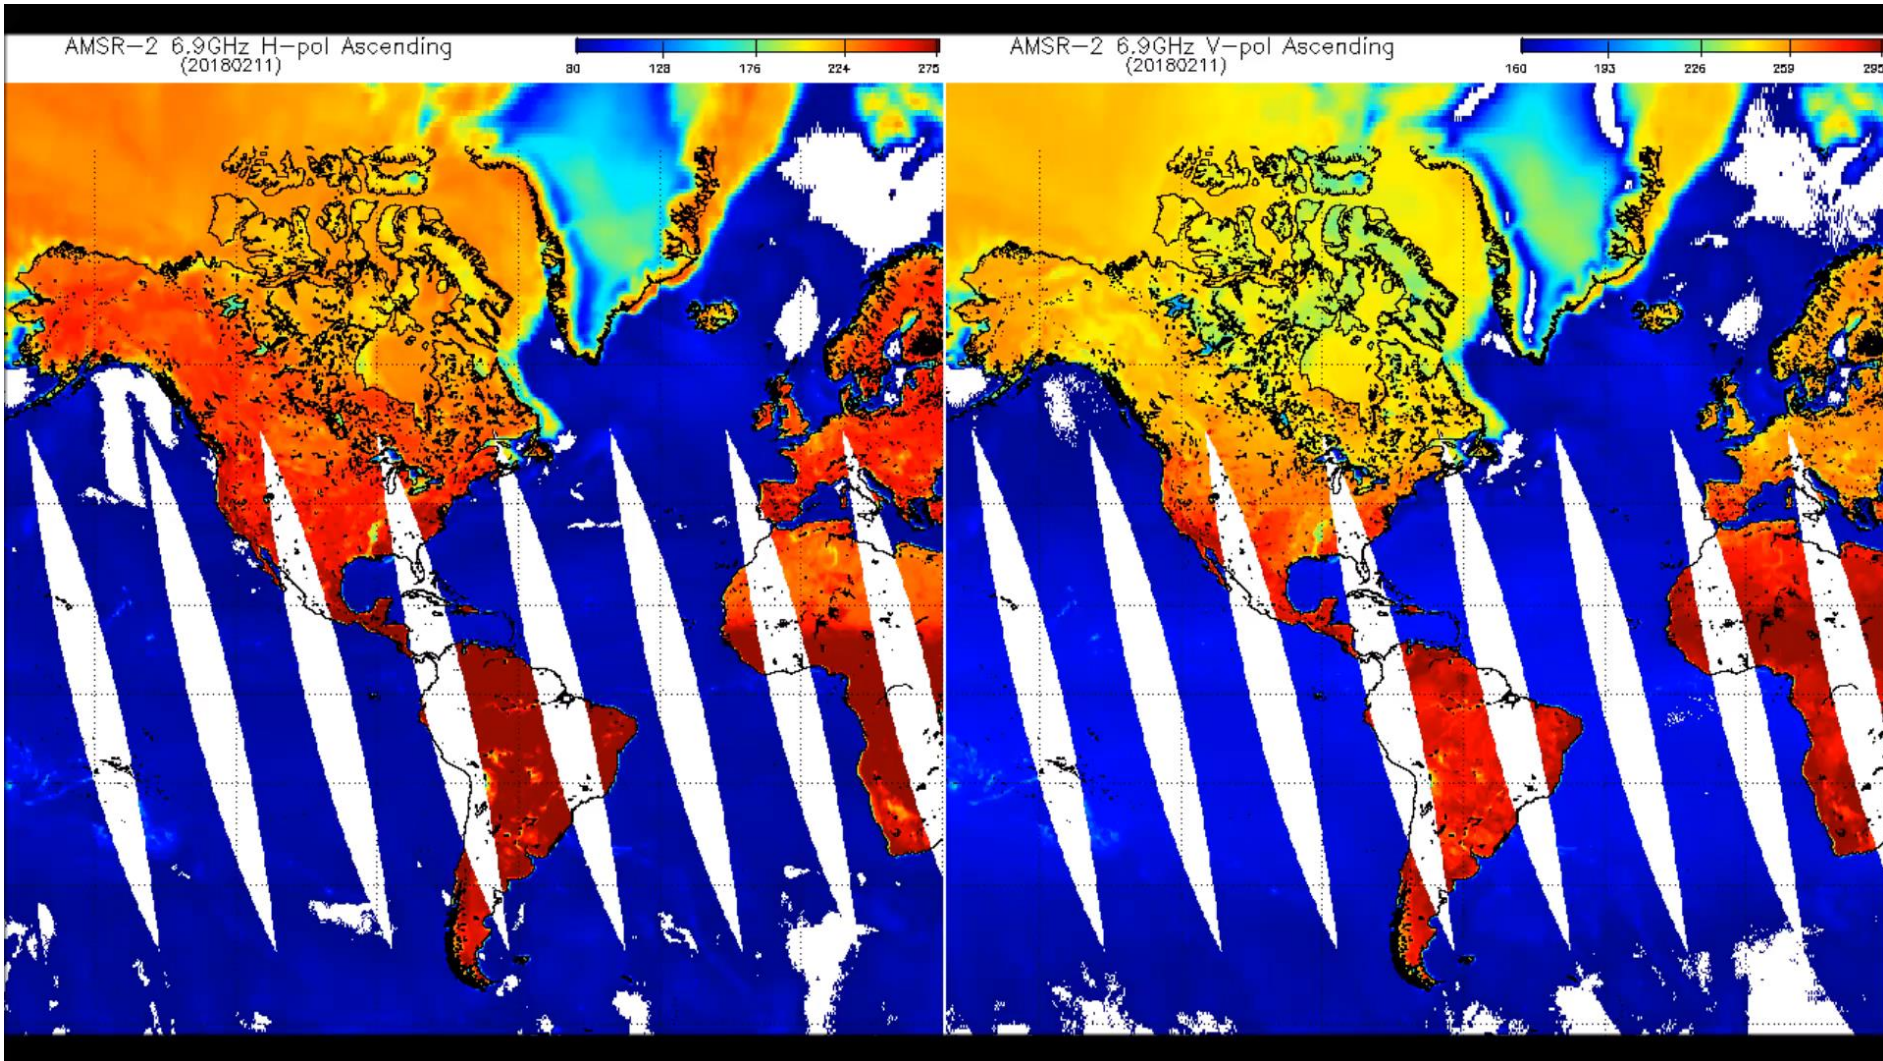 AMSR-2 6.9GHz H-pol Ascending
(20180211)
80 128 176 224 275
AMSR-2 6.9GHz V-pol Ascending
(20180211)
160 193 226 259 295